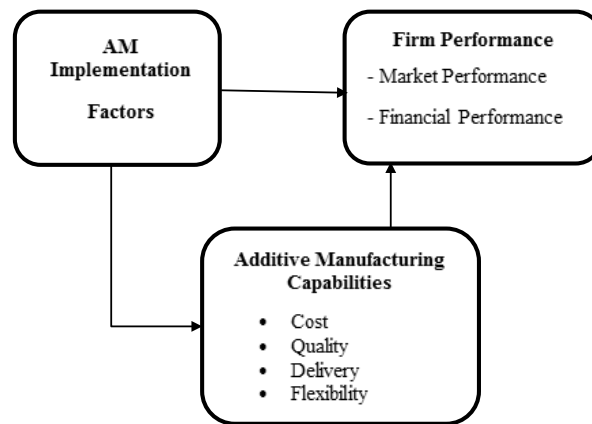 AM
Implementation
Factors
Firm Performance
- Market Performance
- Financial Performance
Additive Manufacturing
Capabilities
• Cost
• Quality
• Delivery
• Flexibility